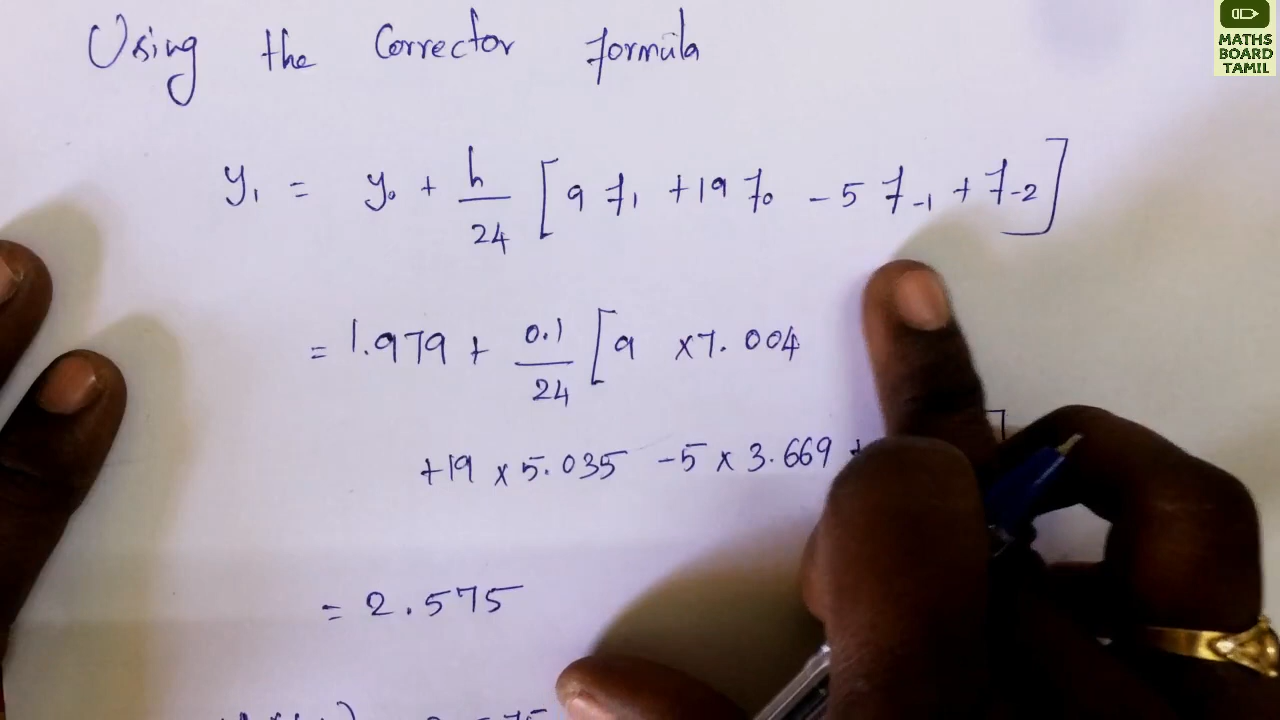 MATHS
BOARD
TAMIL
Using the Corrector formula
y₁ = y₀ + h/24 [9 f₁ + 19 f₀ - 5 f₋₁ + f₋₂]
= 1.979 + 0.1/24 [9 × 7.004
+19 × 5.035 - 5 × 3.669 +
= 2.575